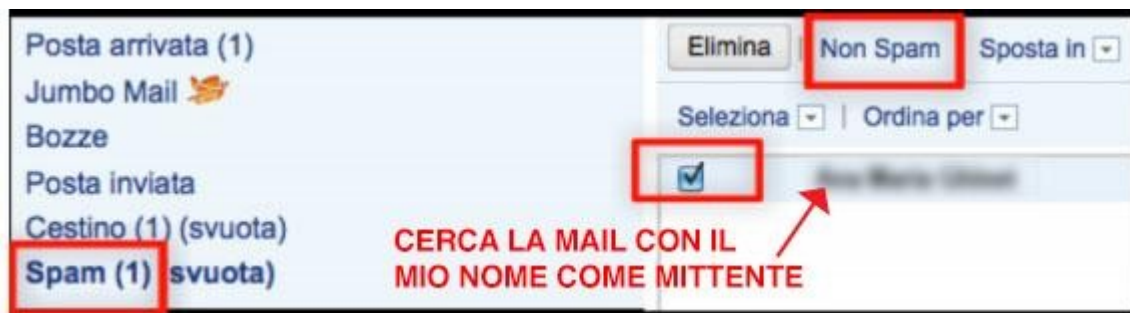 Posta arrivata (1)
Jumbo Mail
Bozze
Posta inviata
Cestino (1) (svuota)
Spam (1) (svuota)
Elimina | Non Spam Sposta in
Seleziona | Ordina per
CERCA LA MAIL CON IL
MIO NOME COME MITTENTE